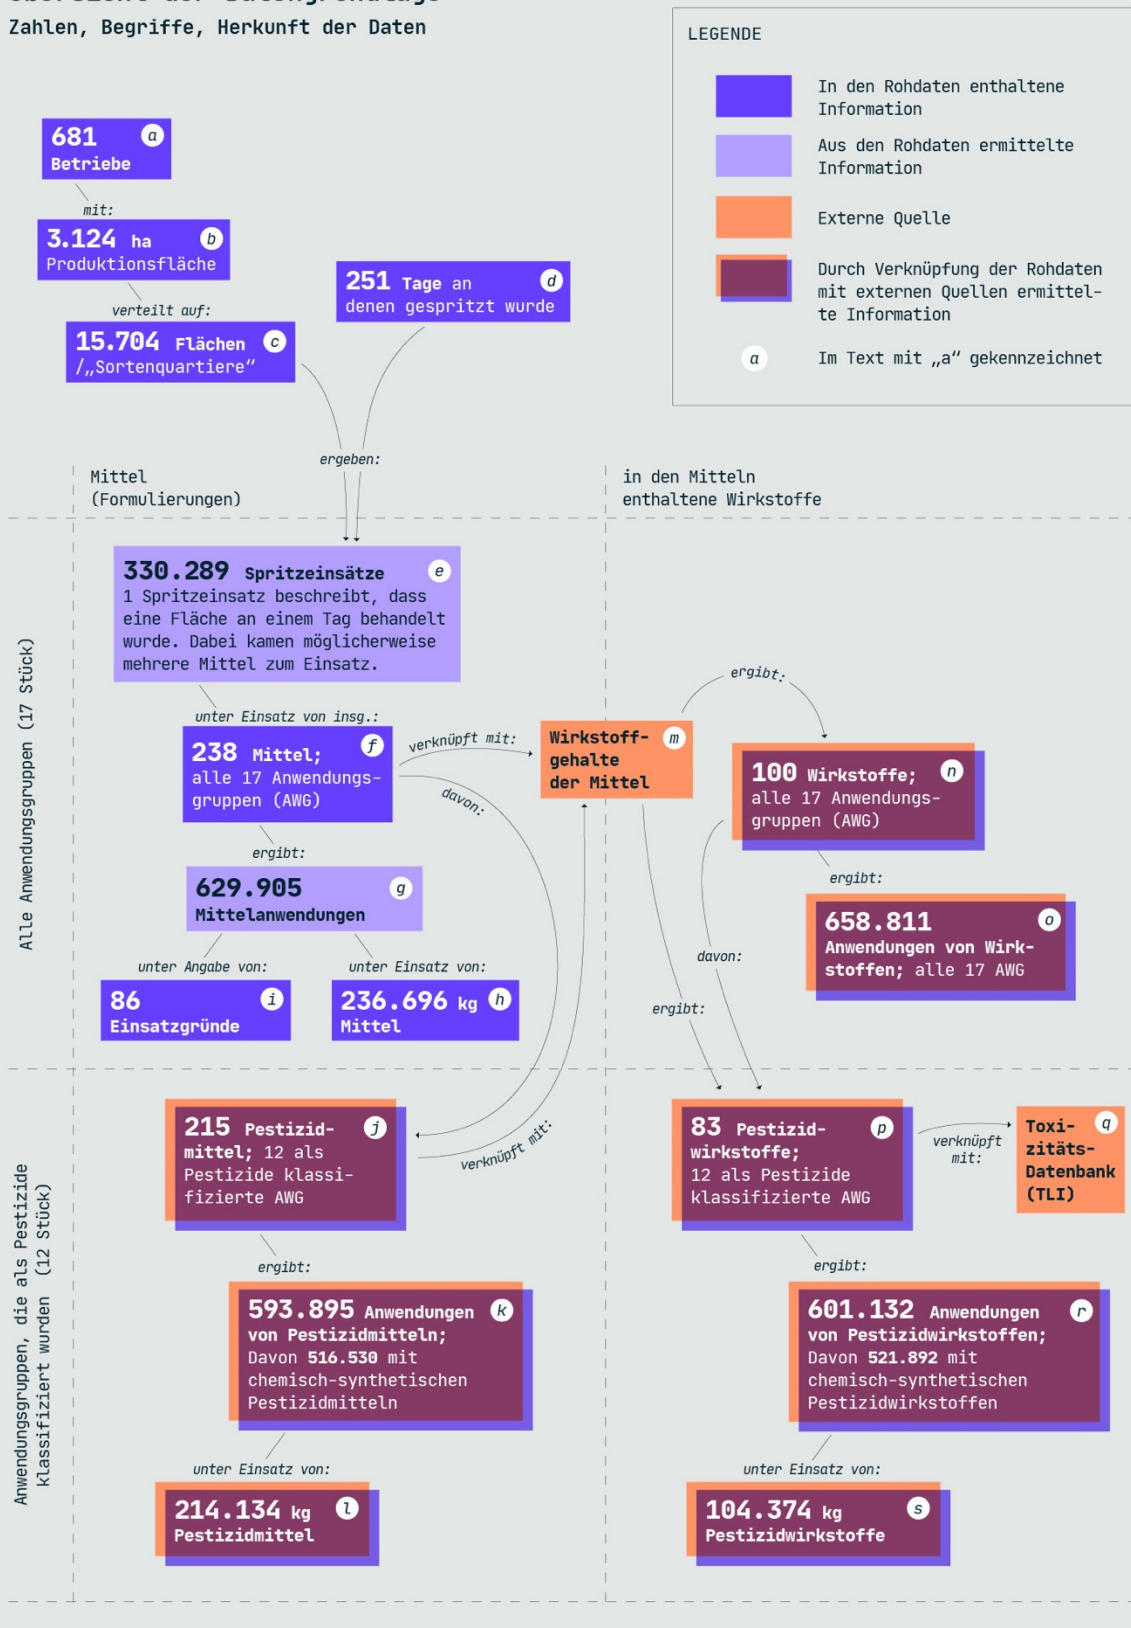 Zahlen, Begriffe, Herkunft der Daten
LEGENDE
In den Rohdaten enthaltene
Information
Aus den Rohdaten ermittelte
Information
Externe Quelle
Durch Verknüpfung der Rohdaten
mit externen Quellen ermittel-
te Information
a
Im Text mit „a“ gekennzeichnet
681 a
Betriebe
mit:
3.124 ha b
Produktionsfläche
verteilt auf:
15.704 Flächen c
/„Sortenquartiere“
251 Tage an d
denen gespritzt wurde
ergeben:
Mittel
(Formulierungen)
in den Mitteln
enthaltene Wirkstoffe
Alle Anwendungsgruppen (17 Stück)
330.289 Spritzeinsätze e
1 Spritzeinsatz beschreibt, dass
eine Fläche an einem Tag behandelt
wurde. Dabei kamen möglicherweise
mehrere Mittel zum Einsatz.
unter Einsatz von insg.:
238 Mittel; f
alle 17 Anwendungs-
gruppen (AWG)
verknüpft mit:
davon:
ergibt:
629.905 g
Mittelanwendungen
unter Angabe von:
unter Einsatz von:
86 i
Einsatzgründe
236.696 kg h
Mittel
Wirkstoff- m
gehalte
der Mittel
ergibt:
100 Wirkstoffe; n
alle 17 Anwendungs-
gruppen (AWG)
ergibt:
658.811 o
Anwendungen von Wirk-
stoffen; alle 17 AWG
davon:
ergibt:
Anwendungsgruppen, die als Pestizide
klassifiziert wurden (12 Stück)
215 Pestizid- j
mittel; 12 als
Pestizide klassi-
fizierte AWG
verknüpft mit:
ergibt:
593.895 Anwendungen k
von Pestizidmitteln;
Davon 516.530 mit
chemisch-synthetischen
Pestizidmitteln
unter Einsatz von:
214.134 kg l
Pestizidmittel
83 Pestizid- p
wirkstoffe;
12 als Pestizide
klassifizierte AWG
verknüpft
mit:
Toxi- q
zitäts-
Datenbank
(TLI)
ergibt:
601.132 Anwendungen r
von Pestizidwirkstoffen;
Davon 521.892 mit
chemisch-synthetischen
Pestizidwirkstoffen
unter Einsatz von:
104.374 kg s
Pestizidwirkstoffe